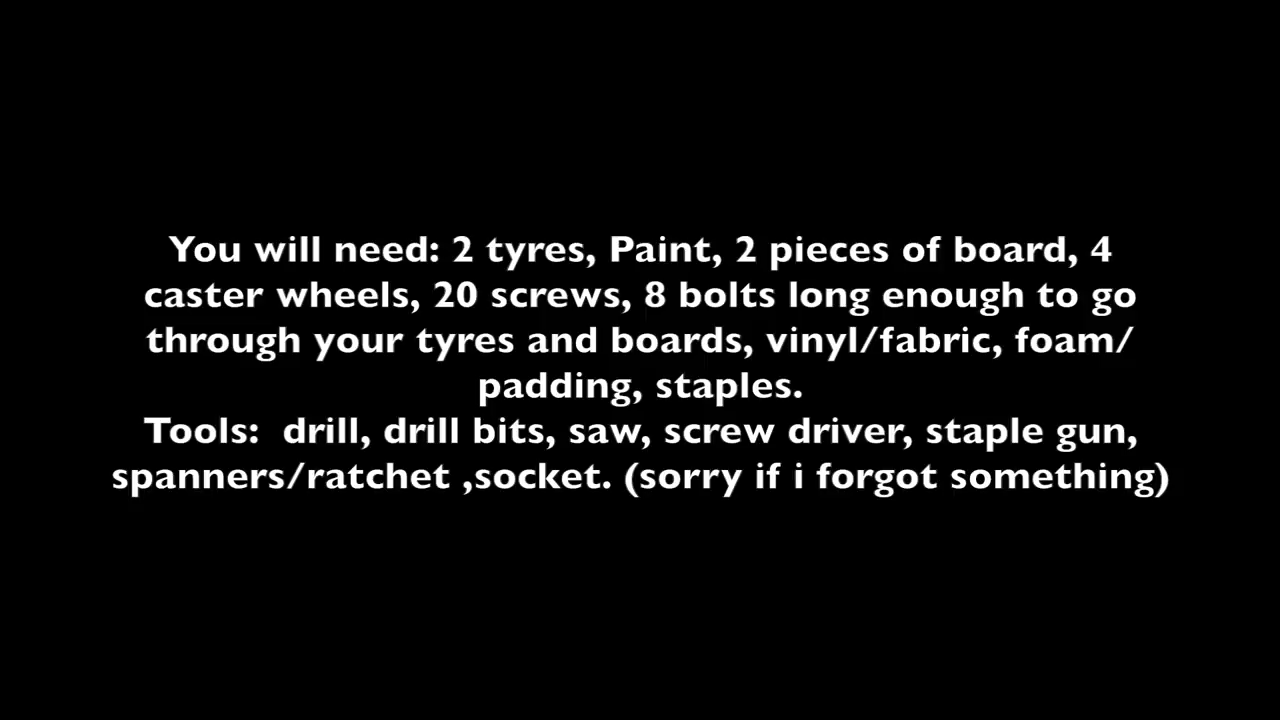 You will need: 2 tyres, Paint, 2 pieces of board, 4
caster wheels, 20 screws, 8 bolts long enough to go
through your tyres and boards, vinyl/fabric, foam/
padding, staples.
Tools:  drill, drill bits, saw, screw driver, staple gun,
spanners/ratchet ,socket. (sorry if i forgot something)